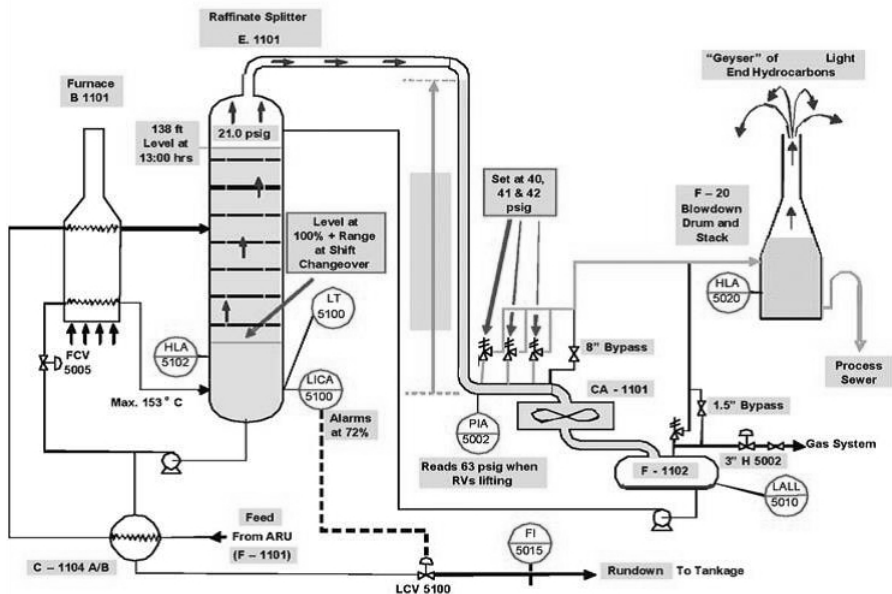 Raffinate Splitter
E. 1101
“Geyser” of Light
End Hydrocarbons
Furnace
B 1101
138 ft
Level at
13:00 hrs
21.0 psig
Set at 40,
41 & 42
psig
F – 20
Blowdown
Drum and
Stack
Level at
100% + Range
at Shift
Changeover
LT
5100
HLA
5020
HLA
5102
FCV
5005
8” Bypass
Process
Sewer
LICA
5100
CA - 1101
Max. 153° C
1.5” Bypass
Alarms
at 72%
PIA
5002
Gas System
3” H 5002
Reads 63 psig when
RVs lifting
F - 1102
LALL
5010
Feed
From ARU
(F – 1101)
FI
5015
C – 1104 A/B
Rundown To Tankage
LCV 5100